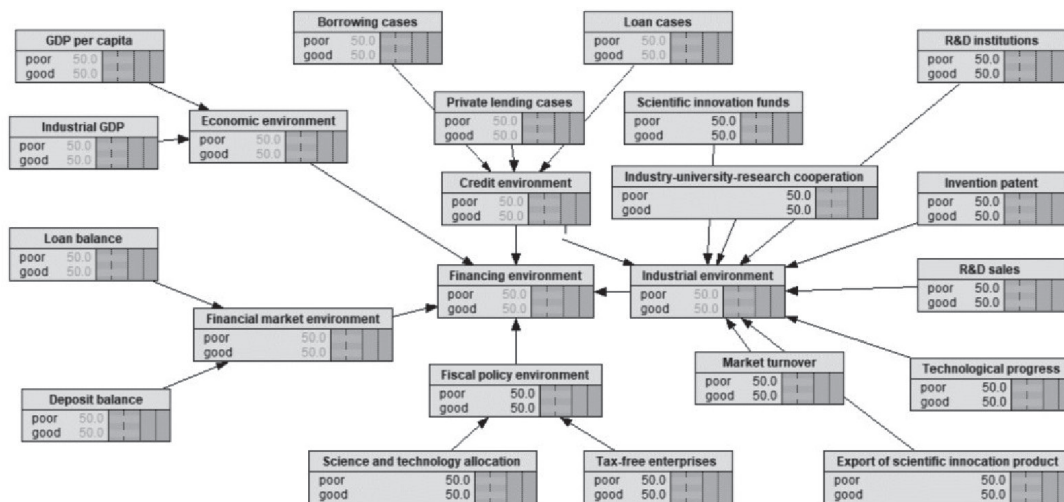 Borrowing cases
poor 50.0
good 50.0
Loan cases
poor 50.0
good 50.0
GDP per capita
poor 50.0
good 50.0
R&D institutions
poor 50.0
good 50.0
Private lending cases
poor 50.0
good 50.0
Scientific innovation funds
poor 50.0
good 50.0
Economic environment
poor 50.0
good 50.0
Industrial GDP
poor 50.0
good 50.0
Credit environment
poor 50.0
good 50.0
Industry-university-research cooperation
poor 50.0
good 50.0
Invention patent
poor 50.0
good 50.0
Loan balance
poor 50.0
good 50.0
Financing environment
poor 50.0
good 50.0
Industrial environment
poor 50.0
good 50.0
R&D sales
poor 50.0
good 50.0
Financial market environment
poor 50.0
good 50.0
Fiscal policy environment
poor 50.0
good 50.0
Market turnover
poor 50.0
good 50.0
Technological progress
poor 50.0
good 50.0
Deposit balance
poor 50.0
good 50.0
Science and technology allocation
poor 50.0
good 50.0
Tax-free enterprises
poor 50.0
good 50.0
Export of scientific innocation product
poor 50.0
good 50.0